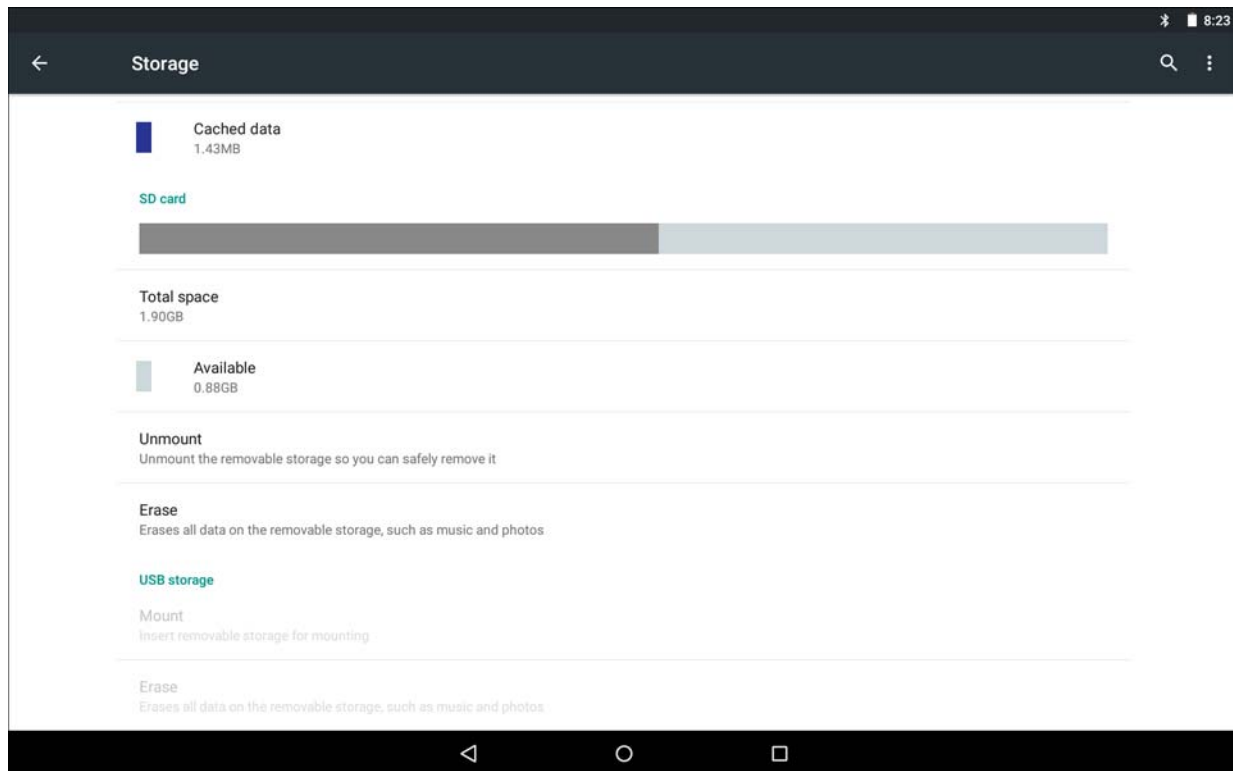 8:23
Storage
Cached data
1.43MB
SD card
Total space
1.90GB
Available
0.88GB
Unmount
Unmount the removable storage so you can safely remove it
Erase
Erases all data on the removable storage, such as music and photos
USB storage
Mount
Insert removable storage for mounting
Erase
Erases all data on the removable storage, such as music and photos